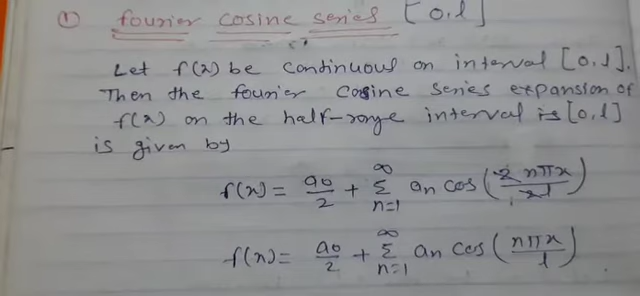 ① fourier cosine series [0,l]
Let f(x) be continuous on interval [0,l].
Then the fourier cosine series expansion of
f(x) on the half-range interval is [0,l]
is given by
f(x) = a0/2 + ∞Σn=1 an cos (2nπx/2l)
f(x) = a0/2 + ∞Σn=1 an cos (nπx/l)